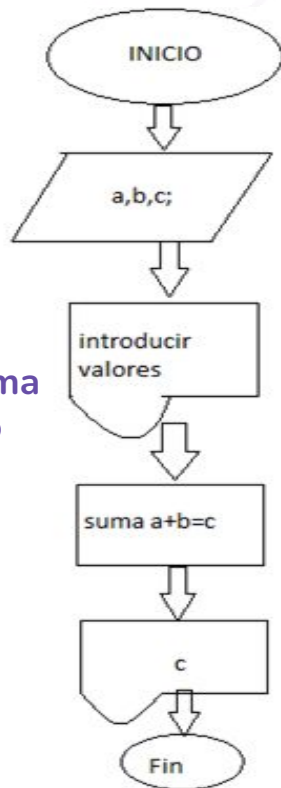 INICIO
a,b,c;
introducir
valores
suma a+b=c
c
Fin